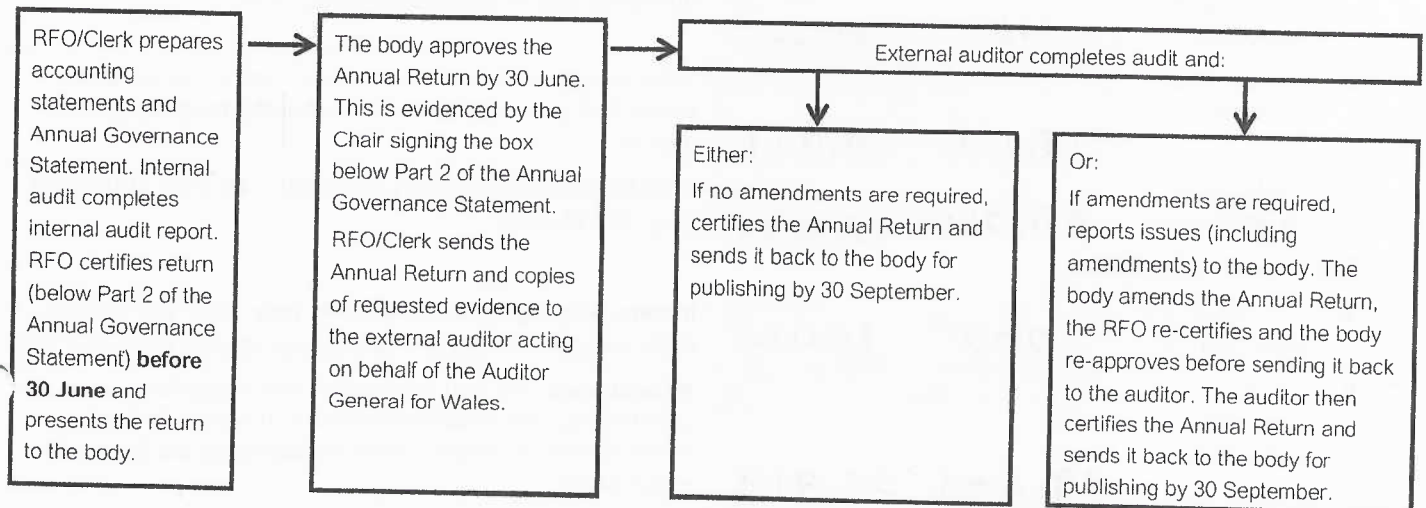 RFO/Clerk prepares
accounting
statements and
Annual Governance
Statement. Internal
audit completes
internal audit report.
RFO certifies return
(below Part 2 of the
Annual Governance
Statement) before
30 June and
presents the return
to the body.
The body approves the
Annual Return by 30 June.
This is evidenced by the
Chair signing the box
below Part 2 of the Annual
Governance Statement.
RFO/Clerk sends the
Annual Return and copies
of requested evidence to
the external auditor acting
on behalf of the Auditor
General for Wales.
External auditor completes audit and:
Either:
If no amendments are required,
certifies the Annual Return and
sends it back to the body for
publishing by 30 September.
Or:
If amendments are required,
reports issues (including
amendments) to the body. The
body amends the Annual Return,
the RFO re-certifies and the body
re-approves before sending it back
to the auditor. The auditor then
certifies the Annual Return and
sends it back to the body for
publishing by 30 September.